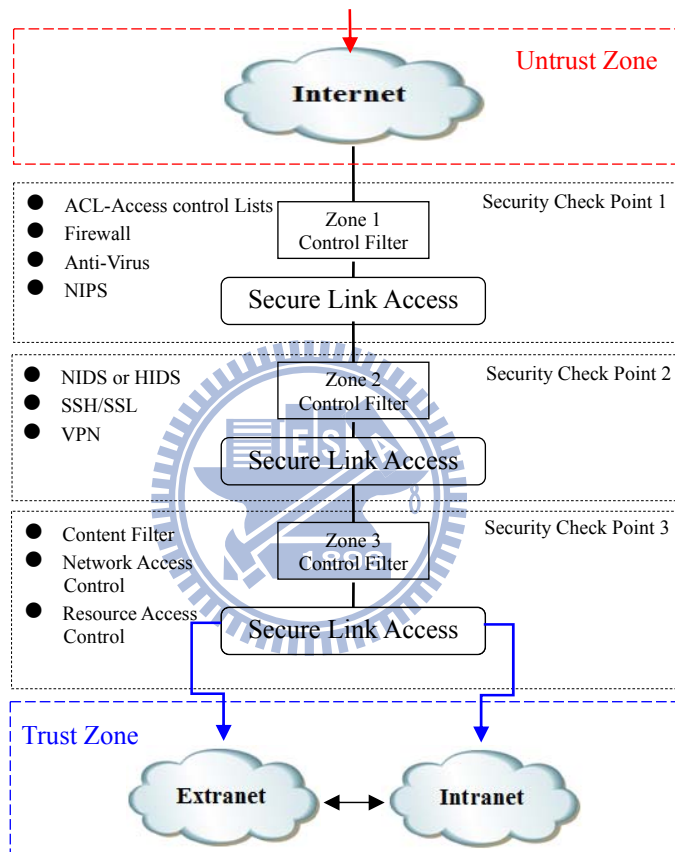 Untrust Zone
Internet
Security Check Point 1
● ACL-Access control Lists
● Firewall
● Anti-Virus
● NIPS
Zone 1
Control Filter
Secure Link Access
Security Check Point 2
● NIDS or HIDS
● SSH/SSL
● VPN
Zone 2
Control Filter
E S A
Secure Link Access
Security Check Point 3
● Content Filter
● Network Access
Control
● Resource Access
Control
Zone 3
Control Filter
1896
Secure Link Access
Trust Zone
Extranet
Intranet